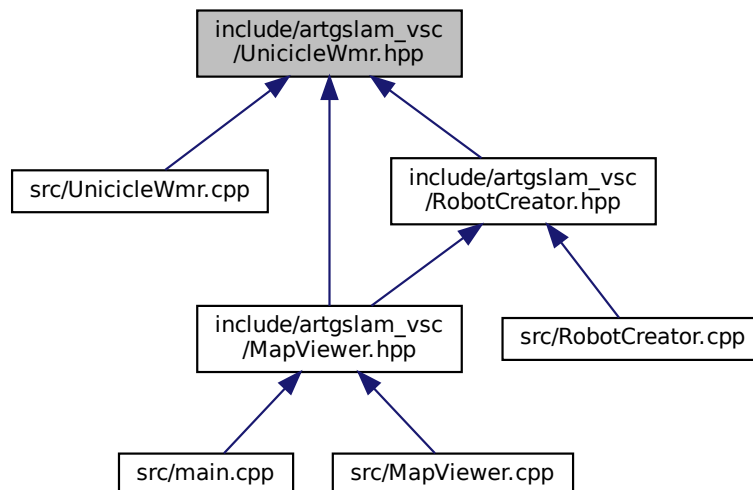 include/artgslam_vsc
/UnicicleWmr.hpp
src/UnicicleWmr.cpp
include/artgslam_vsc
/RobotCreator.hpp
include/artgslam_vsc
/MapViewer.hpp
src/RobotCreator.cpp
src/main.cpp
src/MapViewer.cpp